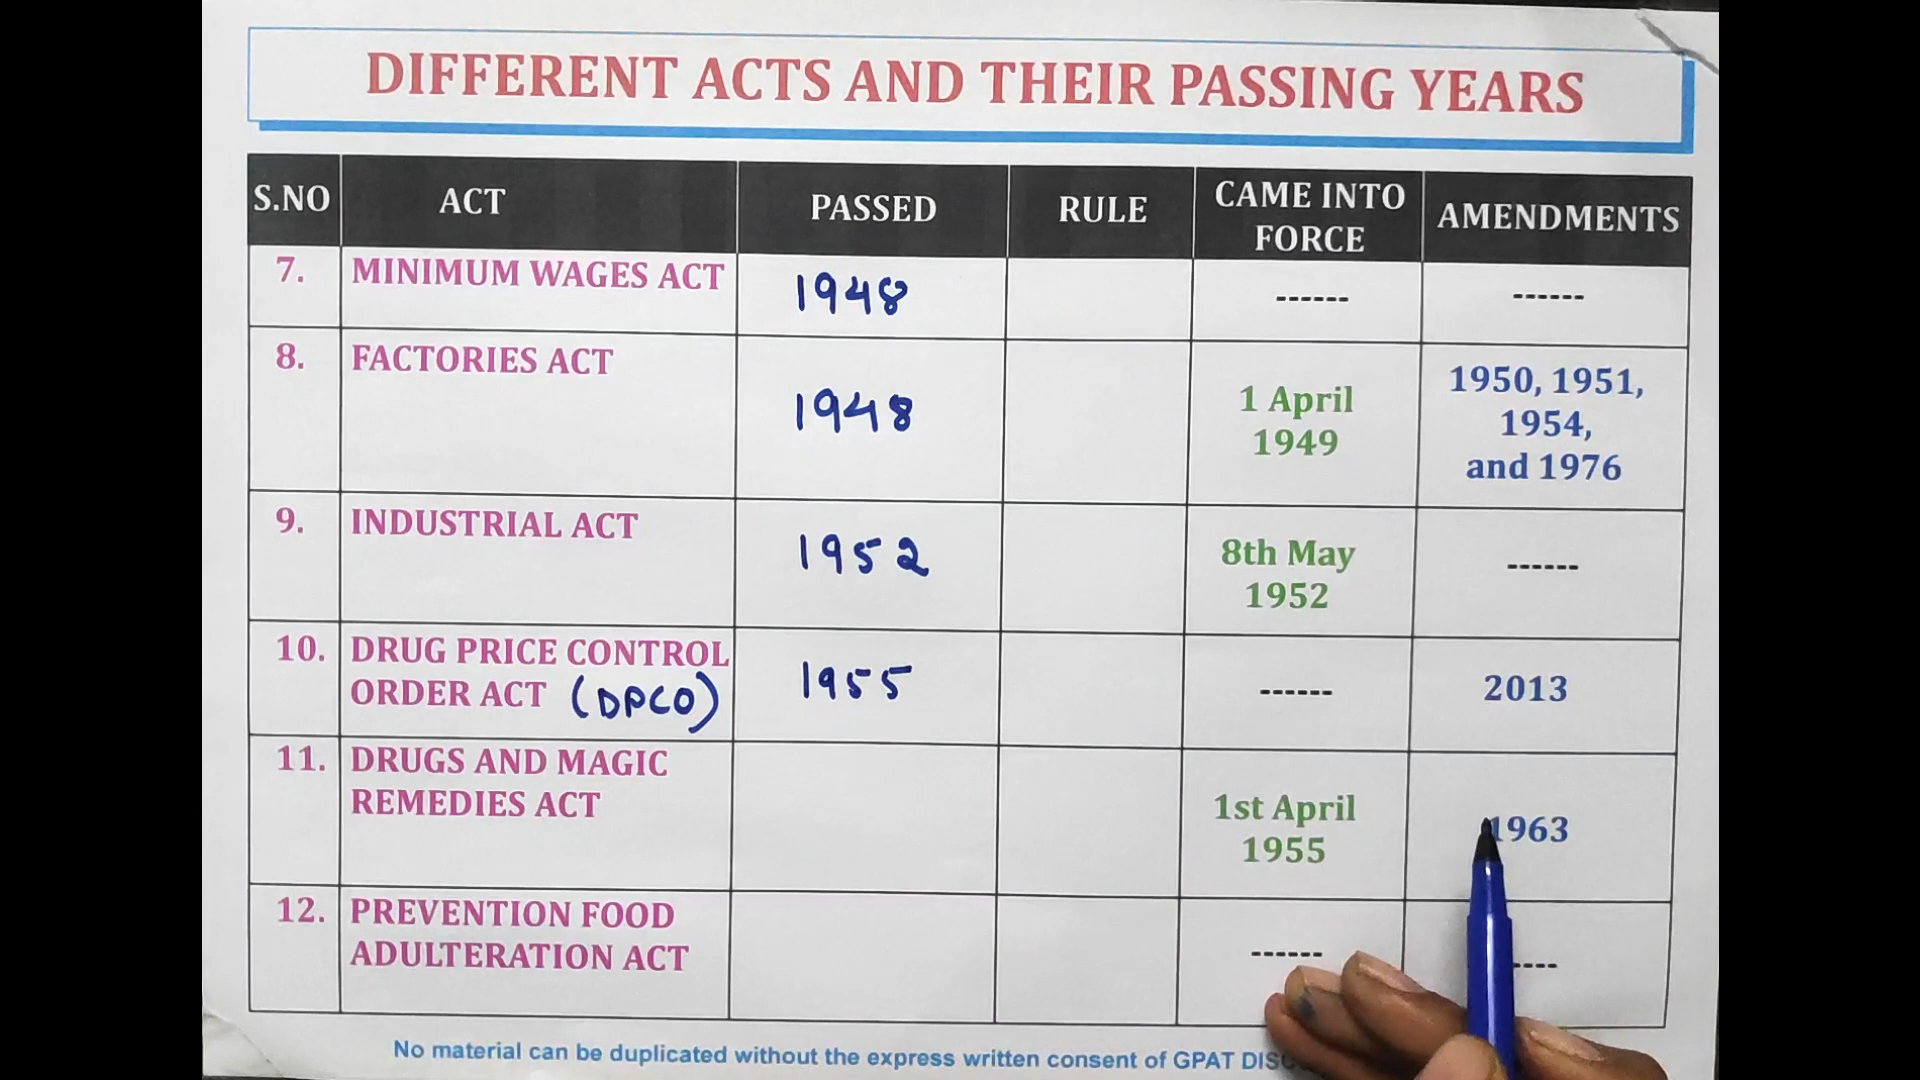 DIFFERENT ACTS AND THEIR PASSING YEARS
S.NO ACT PASSED RULE CAME INTO FORCE AMENDMENTS
7. MINIMUM WAGES ACT 1948 ------ ------
8. FACTORIES ACT 1948 1 April 1949 1950, 1951, 1954, and 1976
9. INDUSTRIAL ACT 1952 8th May 1952 ------
10. DRUG PRICE CONTROL ORDER ACT (DPCO) 1955 ------ 2013
11. DRUGS AND MAGIC REMEDIES ACT 1st April 1955 1963
12. PREVENTION FOOD ADULTERATION ACT ------ ----
No material can be duplicated without the express written consent of GPAT